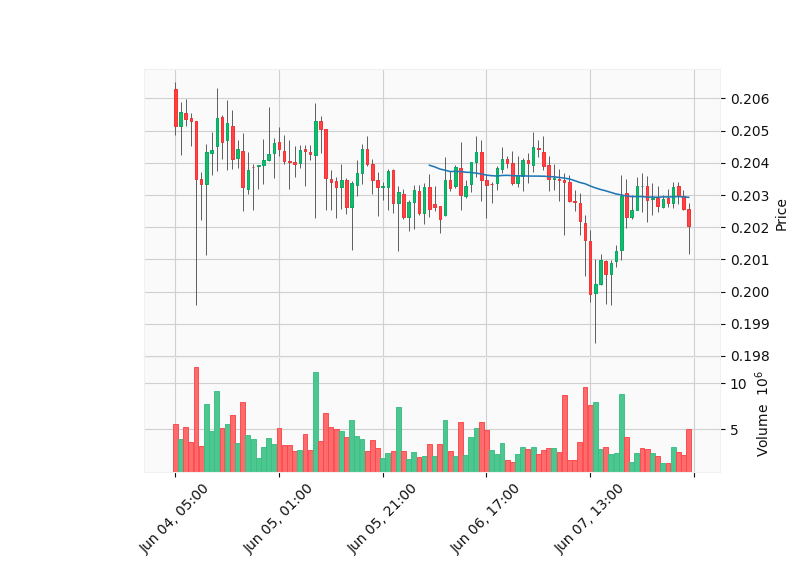 0.206
0.205
0.204
0.203
0.202
0.201
0.200
0.199
0.198
Price
10
5
Volume 10^6
Jun 04, 05:00
Jun 05, 01:00
Jun 05, 21:00
Jun 06, 17:00
Jun 07, 13:00